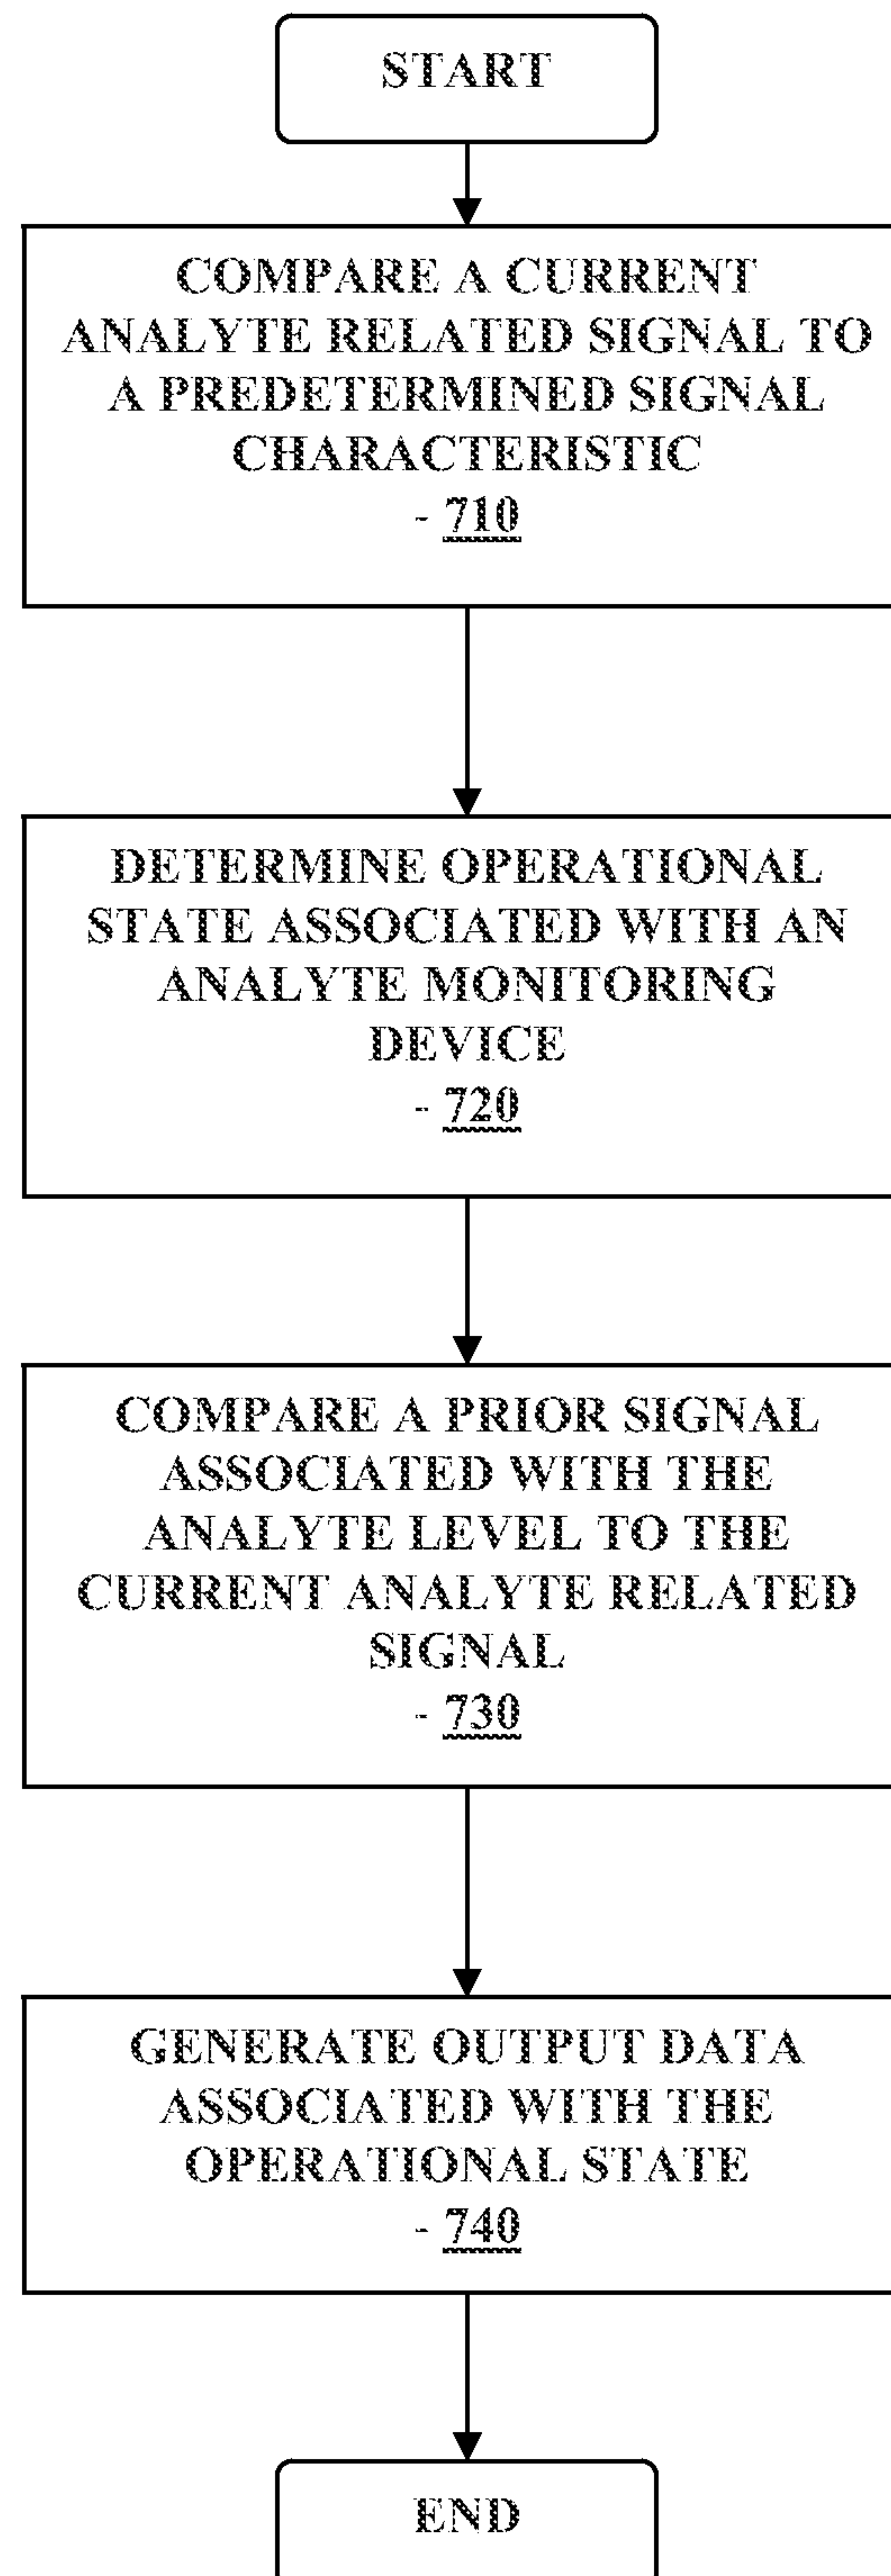 START
COMPARE A CURRENT
ANALYTE RELATED SIGNAL TO
A PREDETERMINED SIGNAL
CHARACTERISTIC
- 710
DETERMINE OPERATIONAL
STATE ASSOCIATED WITH AN
ANALYTE MONITORING
DEVICE
- 720
COMPARE A PRIOR SIGNAL
ASSOCIATED WITH THE
ANALYTE LEVEL TO THE
CURRENT ANALYTE RELATED
SIGNAL
- 730
GENERATE OUTPUT DATA
ASSOCIATED WITH THE
OPERATIONAL STATE
- 740
END